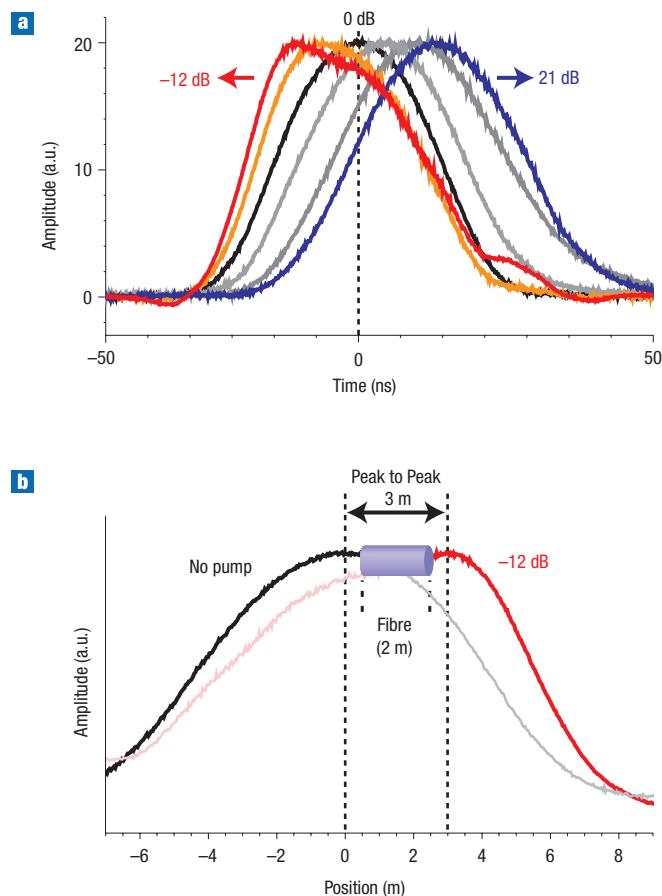 a
0 dB
20
–12 dB
21 dB
10
Amplitude (a.u.)
0
–50
0
50
Time (ns)
b
Peak to Peak
3 m
No pump
–12 dB
Fibre
(2 m)
Amplitude (a.u.)
–6
–4
–2
0
2
4
6
8
Position (m)